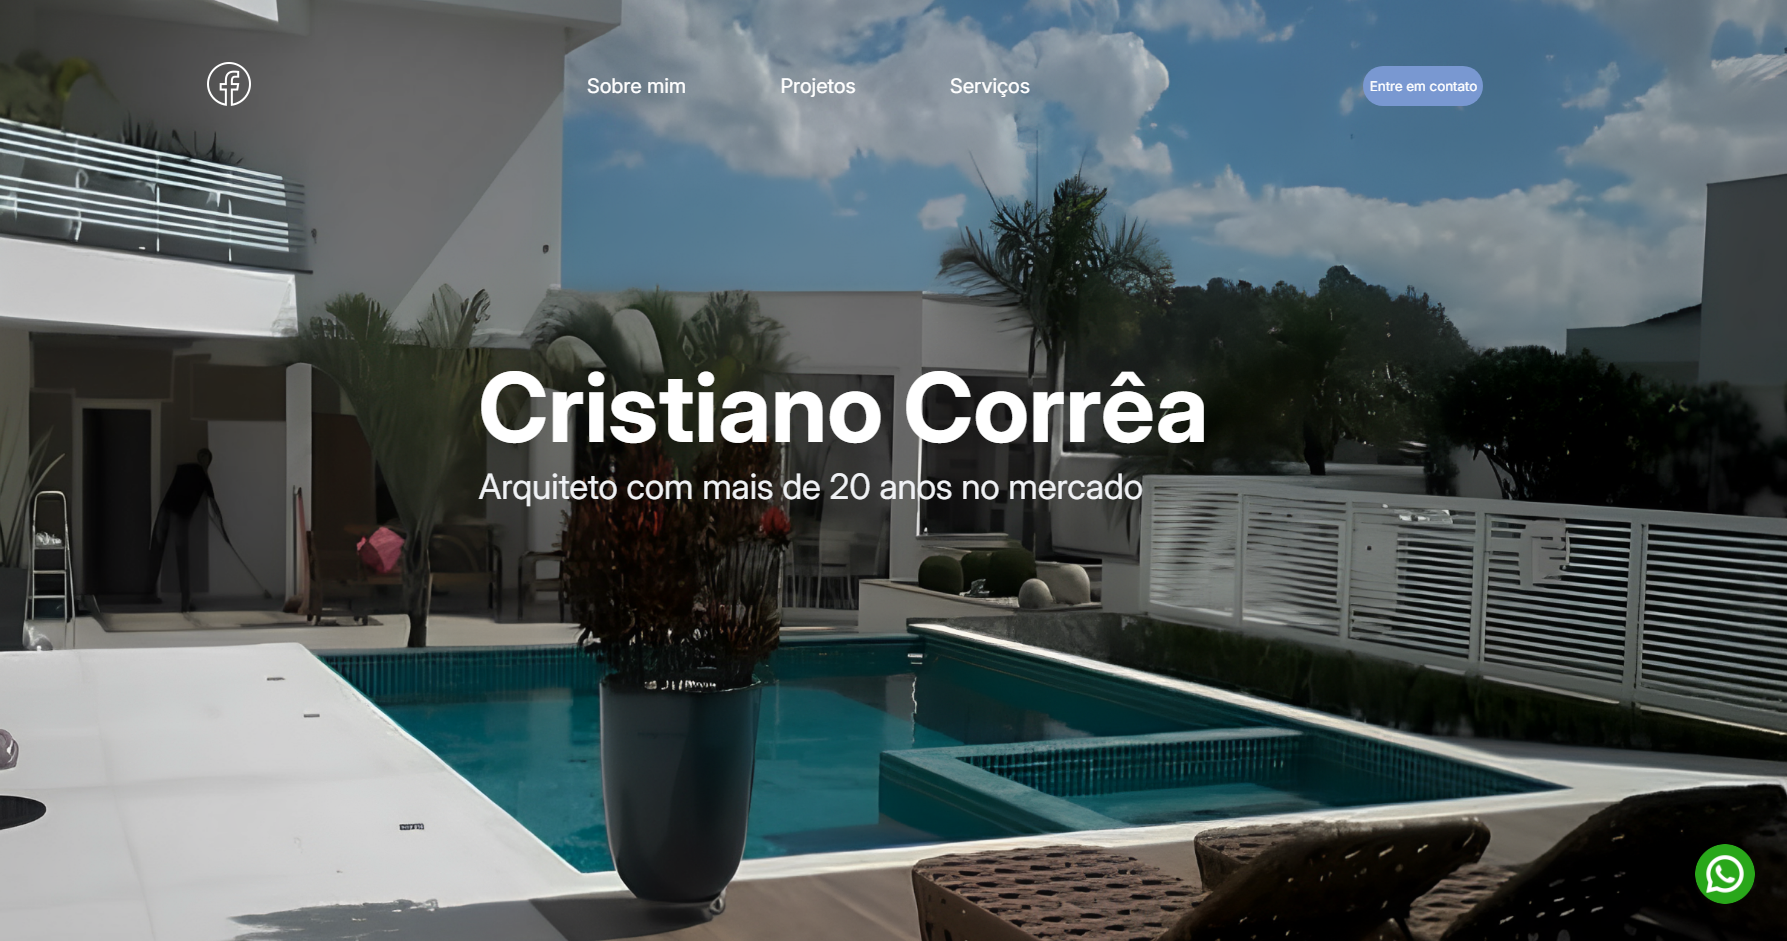 Sobre mim
Projetos
Serviços
Entre em contato
Cristiano Corrêa
Arquiteto com mais de 20 anos no mercado